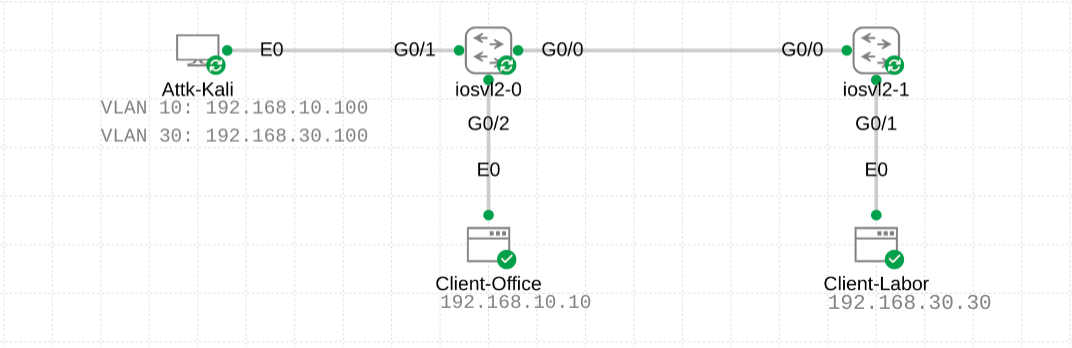 E0
G0/1
G0/0
G0/0
Attk-Kali
iosvl2-0
iosvl2-1
VLAN 10: 192.168.10.100
VLAN 30: 192.168.30.100
G0/2
G0/1
E0
E0
Client-Office
192.168.10.10
Client-Labor
192.168.30.30